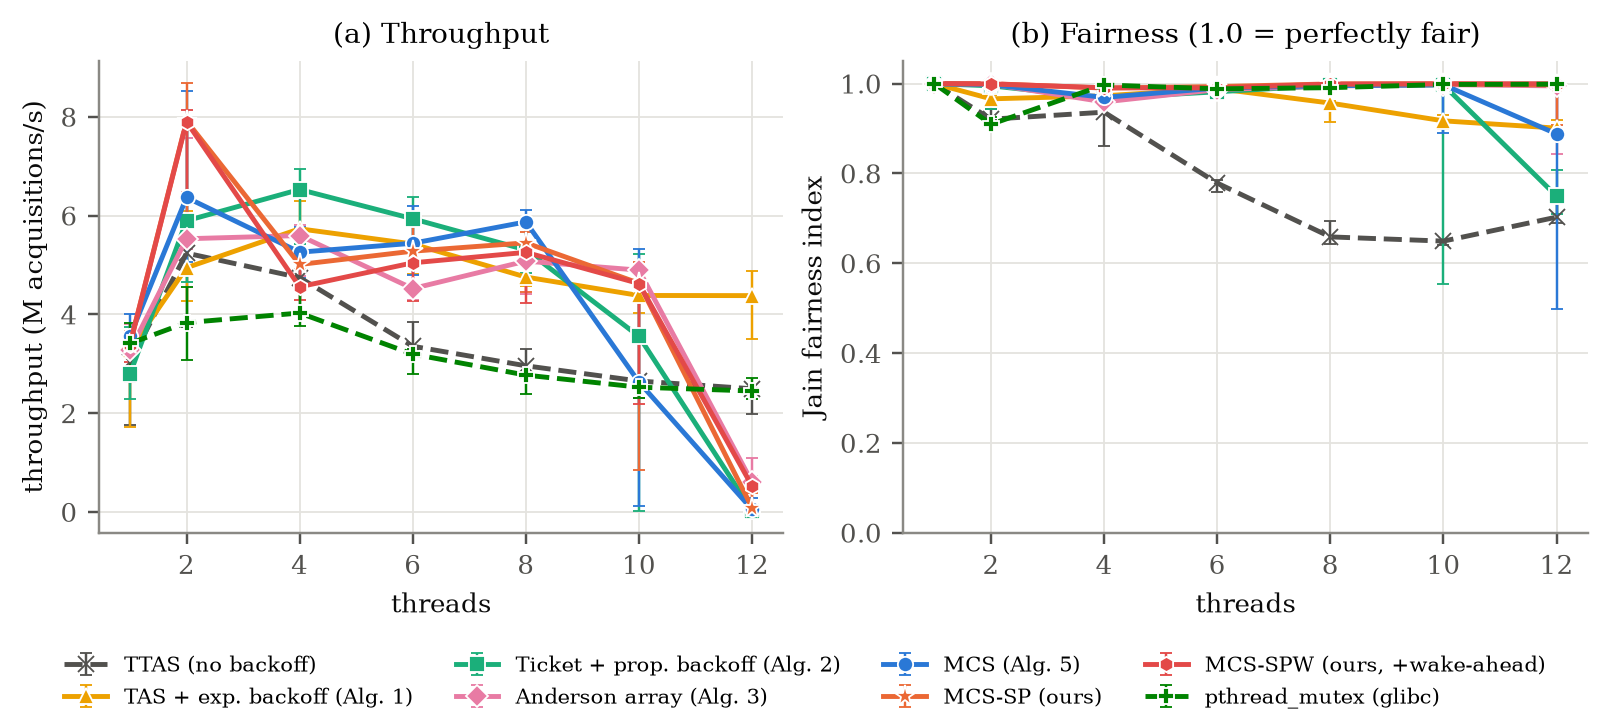 (a) Throughput
throughput (M acquisitions/s)
8
6
4
2
0
2 4 6 8 10 12
threads
(b) Fairness (1.0 = perfectly fair)
Jain fairness index
1.0
0.8
0.6
0.4
0.2
0.0
2 4 6 8 10 12
threads
TTAS (no backoff)
TAS + exp. backoff (Alg. 1)
Ticket + prop. backoff (Alg. 2)
Anderson array (Alg. 3)
MCS (Alg. 5)
MCS-SP (ours)
MCS-SPW (ours, +wake-ahead)
pthread_mutex (glibc)